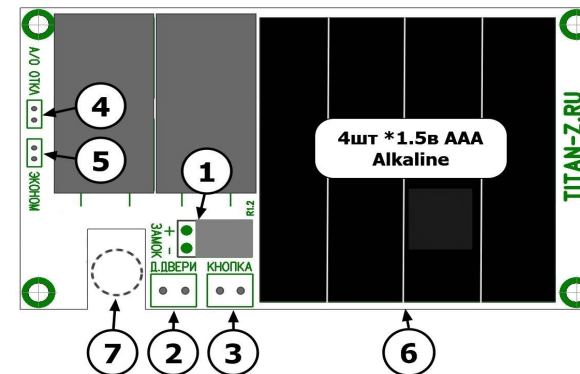 А/О ОТКЛ
4
5
ЭКОНОМ
1
ЗАМОК
+
-
R1.2
Д.ДВЕРИ
КНОПКА
4шт *1.5в ААА
Alkaline
TITAN-Z.RU
7
2
3
6